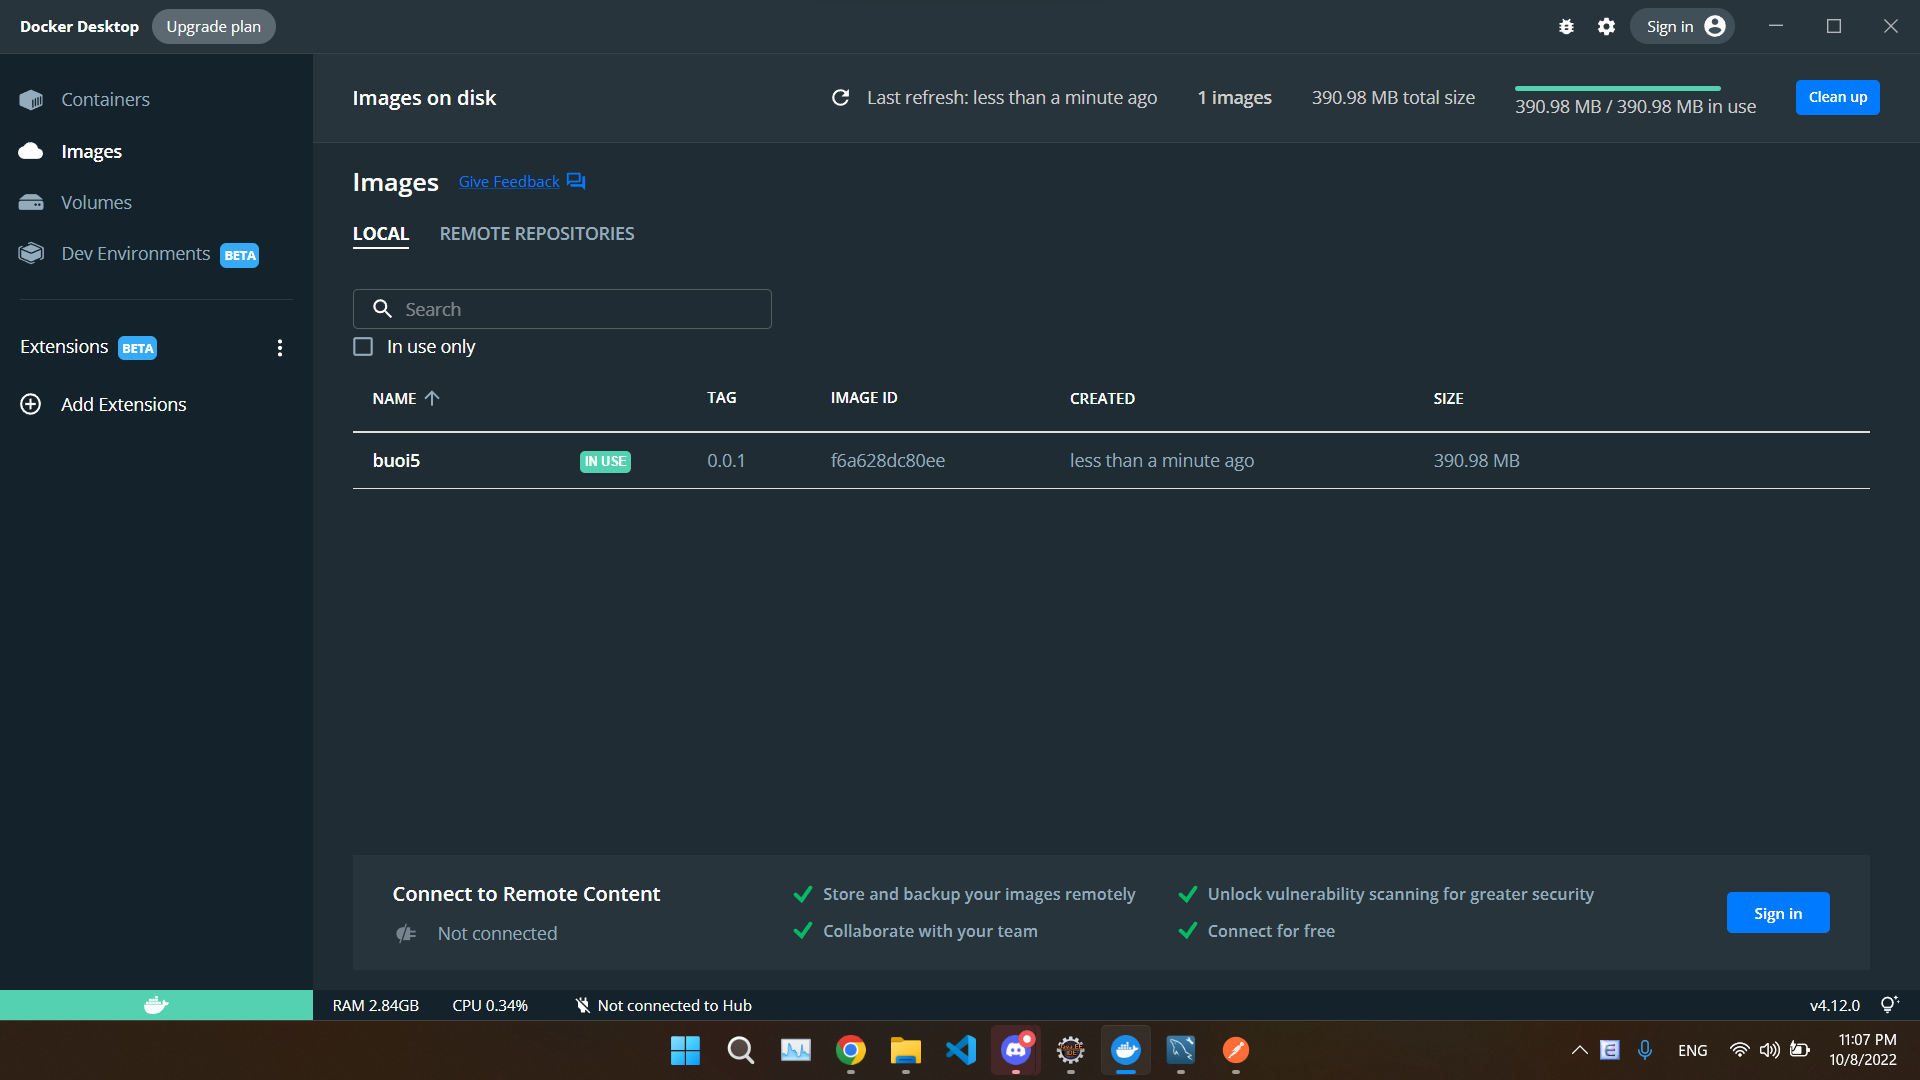 Docker Desktop
Upgrade plan
Sign in
Containers
Images
Volumes
Dev Environments BETA
Extensions BETA
Add Extensions
Images on disk
Last refresh: less than a minute ago
1 images
390.98 MB total size
390.98 MB / 390.98 MB in use
Clean up
Images
Give Feedback
LOCAL
REMOTE REPOSITORIES
Search
In use only
NAME TAG IMAGE ID CREATED SIZE
buoi5 IN USE 0.0.1 f6a628dc80ee less than a minute ago 390.98 MB
Connect to Remote Content
Not connected
Store and backup your images remotely
Collaborate with your team
Unlock vulnerability scanning for greater security
Connect for free
Sign in
RAM 2.84GB CPU 0.34% Not connected to Hub v4.12.0
ENG
11:07 PM
10/8/2022